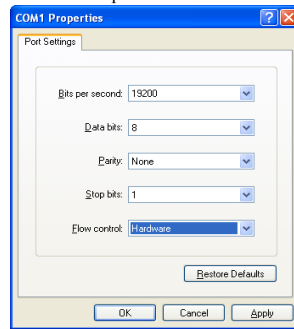 COM1 Properties
Port Settings
Bits per second: 19200
Data bits: 8
Parity: None
Stop bits: 1
Flow control: Hardware
Restore Defaults
OK Cancel Apply